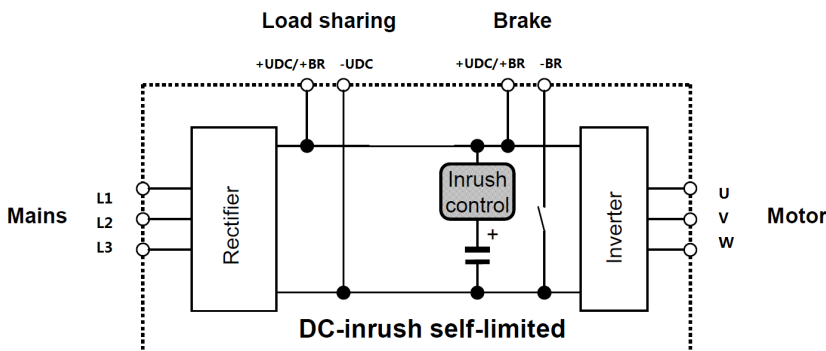 Load sharing
Brake
+UDC/+BR
-UDC
+UDC/+BR
-BR
Mains
L1
L2
L3
Rectifier
Inrush
control
+
Inverter
U
V
W
Motor
DC-inrush self-limited